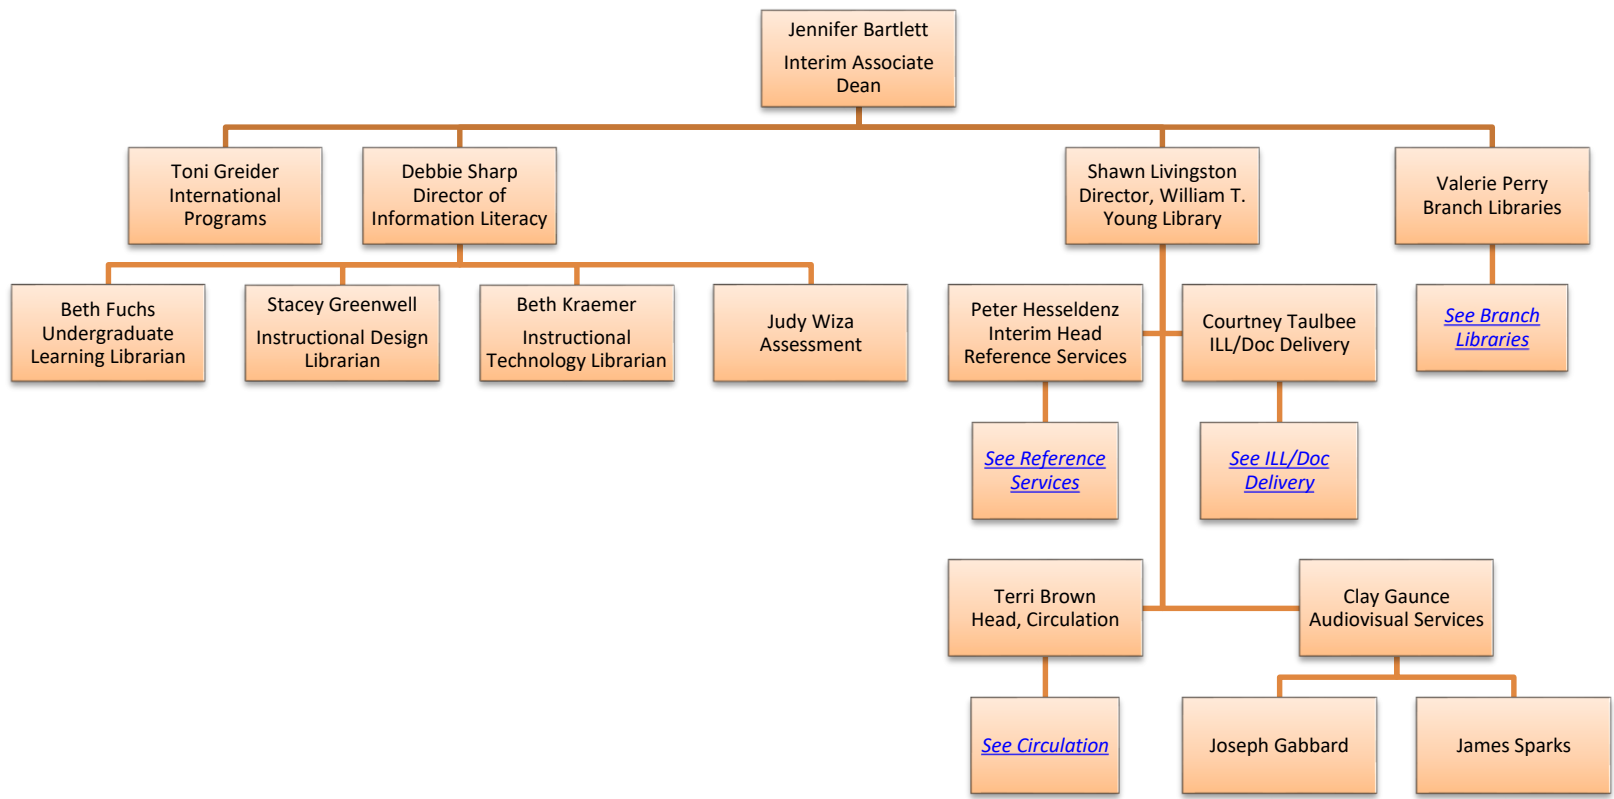 Jennifer Bartlett
Interim Associate
Dean
Toni Greider
International
Programs
Debbie Sharp
Director of
Information Literacy
Shawn Livingston
Director, William T.
Young Library
Valerie Perry
Branch Libraries
Beth Fuchs
Undergraduate
Learning Librarian
Stacey Greenwell
Instructional Design
Librarian
Beth Kraemer
Instructional
Technology Librarian
Judy Wiza
Assessment
Peter Hesseldenz
Interim Head
Reference Services
Courtney Taulbee
ILL/Doc Delivery
See Branch
Libraries
See Reference
Services
See ILL/Doc
Delivery
Terri Brown
Head, Circulation
Clay Gaunce
Audiovisual Services
See Circulation
Joseph Gabbard
James Sparks